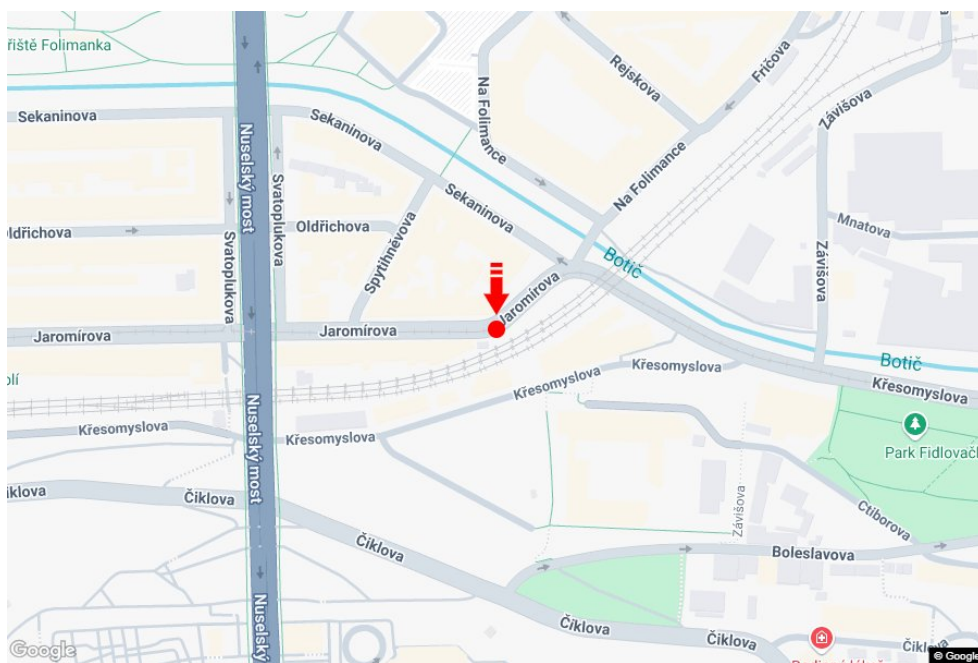 řiště Folimanka
Sekaninova
Sekaninova
Sekaninova
Na Folimance
Rejskova
Fričova
Závišova
Na Folimance
Nuselský most
Svatoplukova
Svatoplukova
Oldřichova
Oldřichova
Spytihněvova
Mnatova
Závišova
Botič
Jaromírova
Jaromírova
Jaromírova
olí
Botič
Křesomyslova
Křesomyslova
Křesomyslova
Křesomyslova
Park Fidlovač
Nuselský most
Čiklova
Čiklova
Závišova
Ctiborova
Boleslavova
Čiklova
Čiklova
Čiklova
Nuselský
Google
© Google